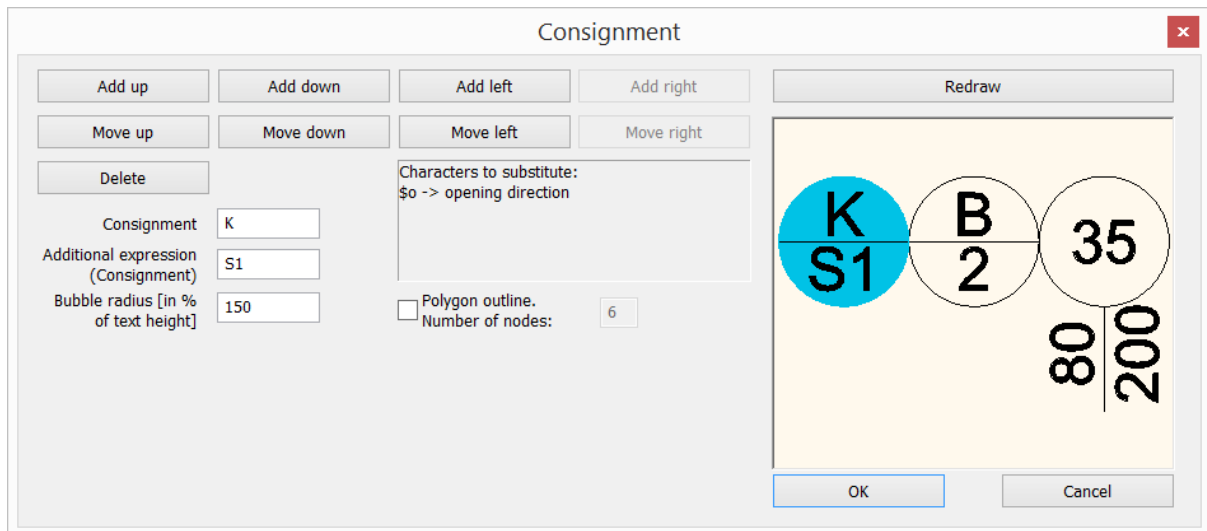 Consignment
x
Add up Add down Add left Add right Redraw
Move up Move down Move left Move right
Delete
Characters to substitute:
$o -> opening direction
Consignment K
Additional expression
(Consignment) S1
Bubble radius [in %
of text height] 150
Polygon outline.
Number of nodes: 6
K B 35
S1 2
80 200
OK Cancel